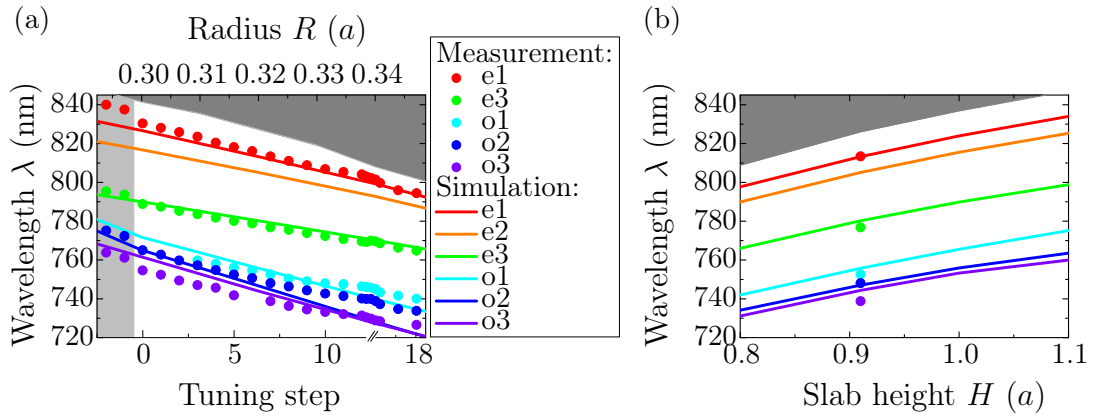 (a)
Radius R (a)
0.30 0.31 0.32 0.33 0.34
840
820
800
780
760
740
720
Wavelength λ (nm)
0 5 10 18
Tuning step
Measurement:
e1
e3
o1
o2
o3
Simulation:
e1
e2
e3
o1
o2
o3
(b)
840
820
800
780
760
740
720
Wavelength λ (nm)
0.8 0.9 1.0 1.1
Slab height H (a)